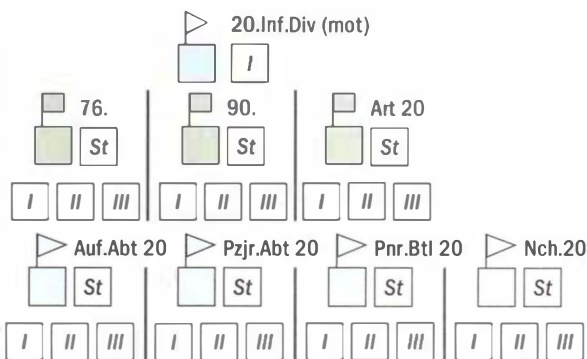 20.Inf.Div (mot)
I
76. 90. Art 20
St St St
I II III I II III I II III
Auf.Abt 20 Pzjr.Abt 20 Pnr.Btl 20 Nch.20
St St St St
I II III I II III I II III I II III